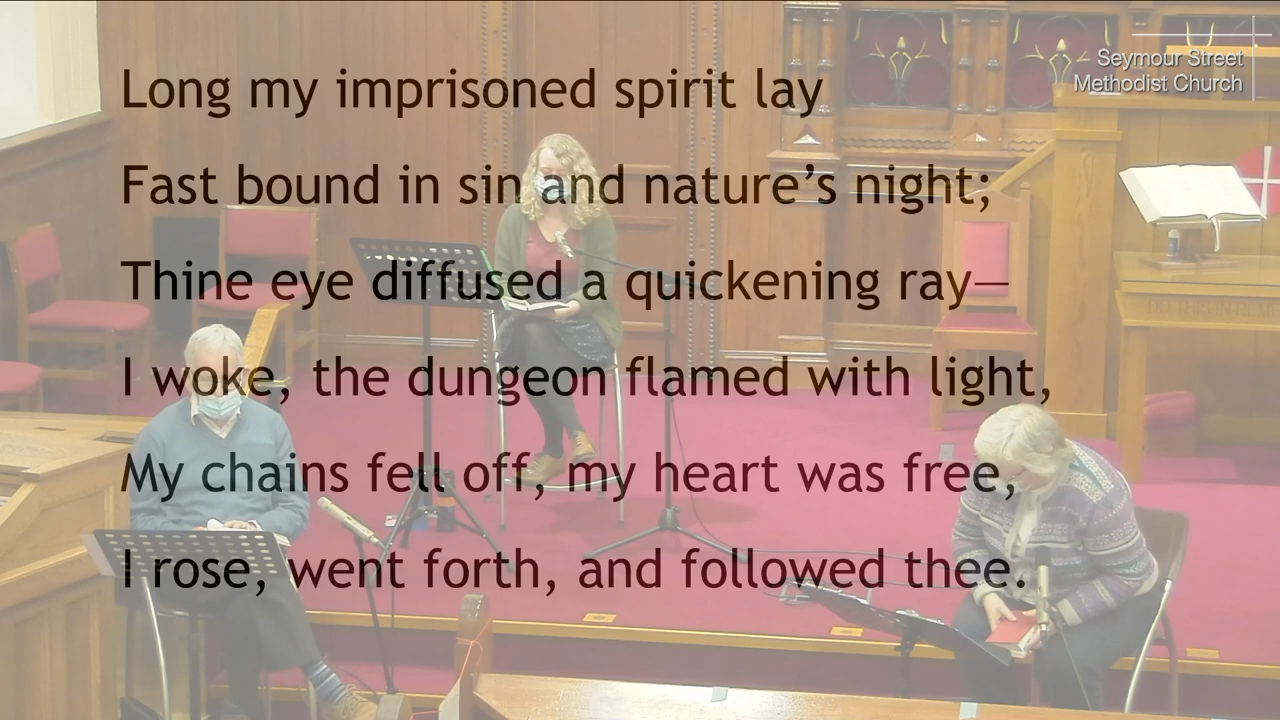 Long my imprisoned spirit lay
Fast bound in sin and nature’s night;
Thine eye diffused a quickening ray—
I woke, the dungeon flamed with light,
My chains fell off, my heart was free,
I rose, went forth, and followed thee.
Seymour Street
Methodist Church